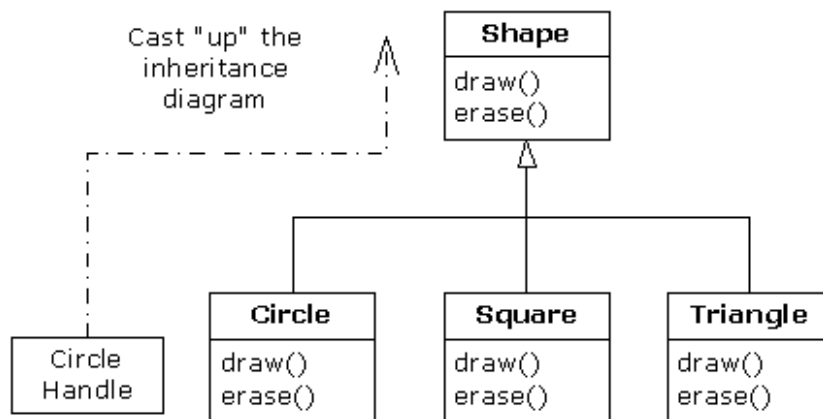 Cast "up" the
inheritance
diagram
Shape
draw()
erase()
Circle
Handle
Circle
draw()
erase()
Square
draw()
erase()
Triangle
draw()
erase()